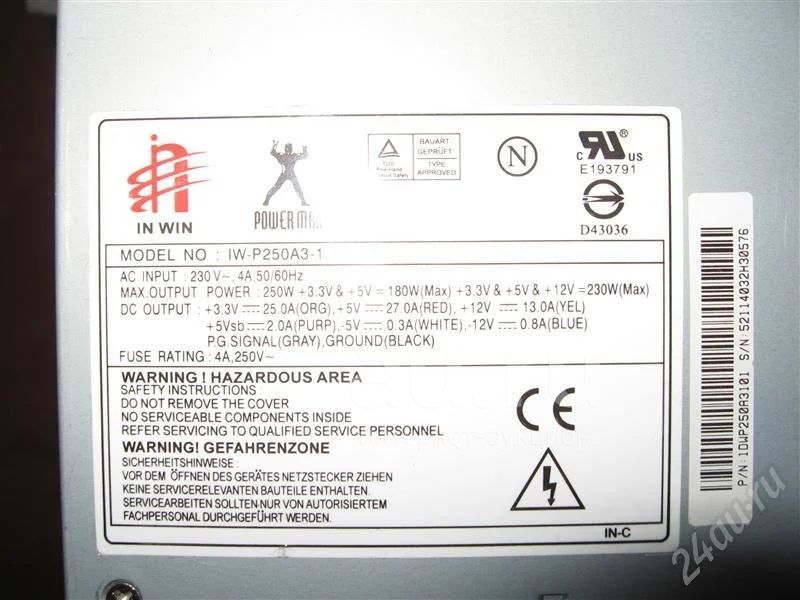 IN WIN
POWER MAN
TÜV
Rheinland
BAUART
GEPRÜFT
TYPE
APPROVED
N
c RU US
E193791
D43036
MODEL NO : IW-P250A3-1
AC INPUT : 230V~, 4A,50/60Hz
MAX.OUTPUT POWER : 250W +3.3V & +5V = 180W(Max) +3.3V & +5V & +12V =230W(Max)
DC OUTPUT : +3.3V 25.0A(ORG), +5V 27.0A(RED), +12V 13.0A(YEL)
+5Vsb 2.0A(PURP), -5V 0.3A(WHITE), -12V 0.8A(BLUE)
P.G.SIGNAL(GRAY), GROUND(BLACK)
FUSE RATING : 4A,250V~
WARNING ! HAZARDOUS AREA
SAFETY INSTRUCTIONS :
DO NOT REMOVE THE COVER
NO SERVICEABLE COMPONENTS INSIDE
REFER SERVICING TO QUALIFIED SERVICE PERSONNEL
CE
WARNUNG! GEFAHRENZONE
SICHERHEITSHINWEISE :
VOR DEM ÖFFNEN DES GERÄTES NETZSTECKER ZIEHEN
KEINE SERVICERELEVANTEN BAUTEILE ENTHALTEN.
SERVICEARBEITEN SOLLTEN NUR VON AUTORISIERTEM
FACHPERSONAL DURCHGEFÜHRT WERDEN.
IN-C
P/N:1DWP250A3101 S/N:52114032H30576
24au.ru